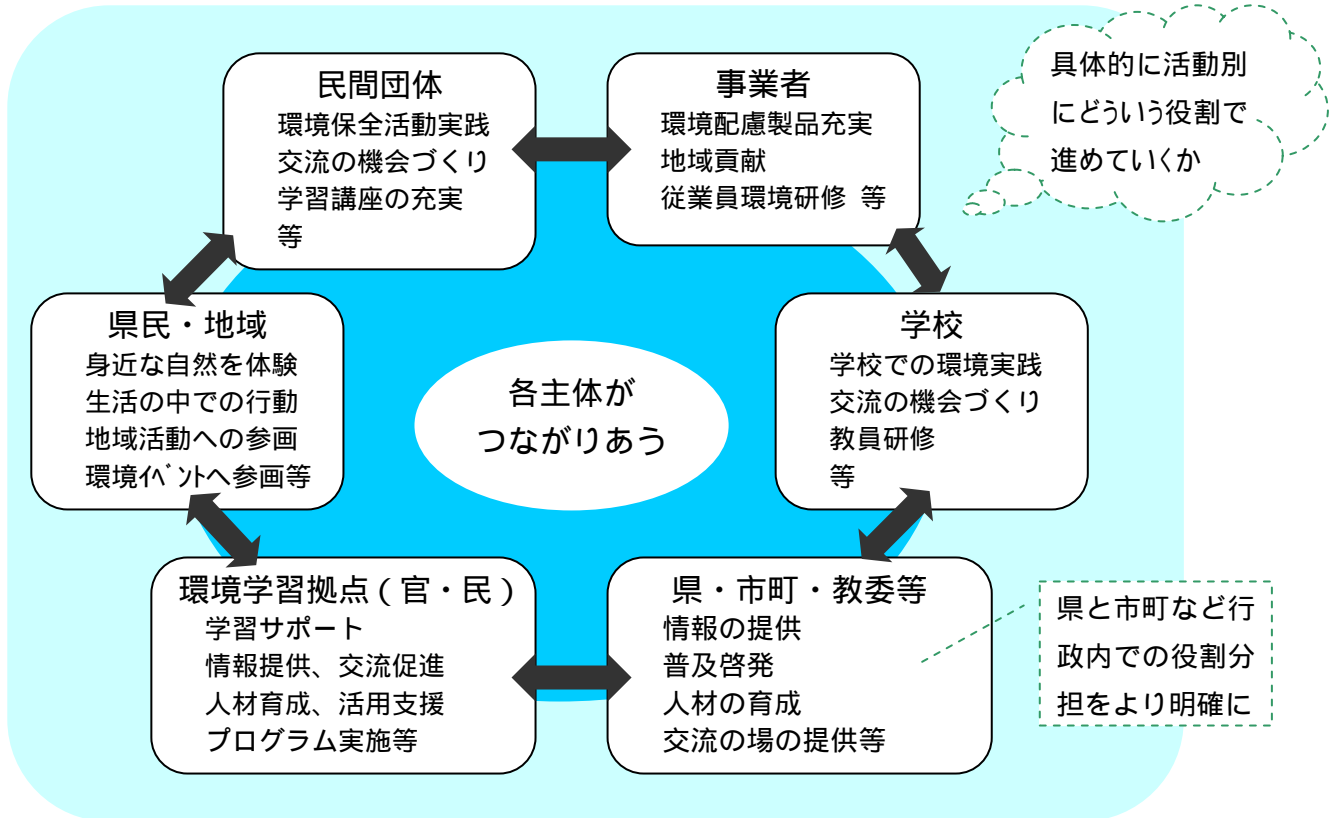 民間団体
環境保全活動実践
交流の機会づくり
学習講座の充実
等
事業者
環境配慮製品充実
地域貢献
従業員環境研修 等
具体的に活動別
にどういう役割で
進めていくか
県民・地域
身近な自然を体験
生活の中での行動
地域活動への参画
環境ｲﾍﾞﾝﾄへ参画等
各主体が
つながりあう
学校
学校での環境実践
交流の機会づくり
教員研修
等
環境学習拠点（官・民）
学習サポート
情報提供、交流促進
人材育成、活用支援
プログラム実施等
県・市町・教委等
情報の提供
普及啓発
人材の育成
交流の場の提供等
県と市町など行
政内での役割分
担をより明確に